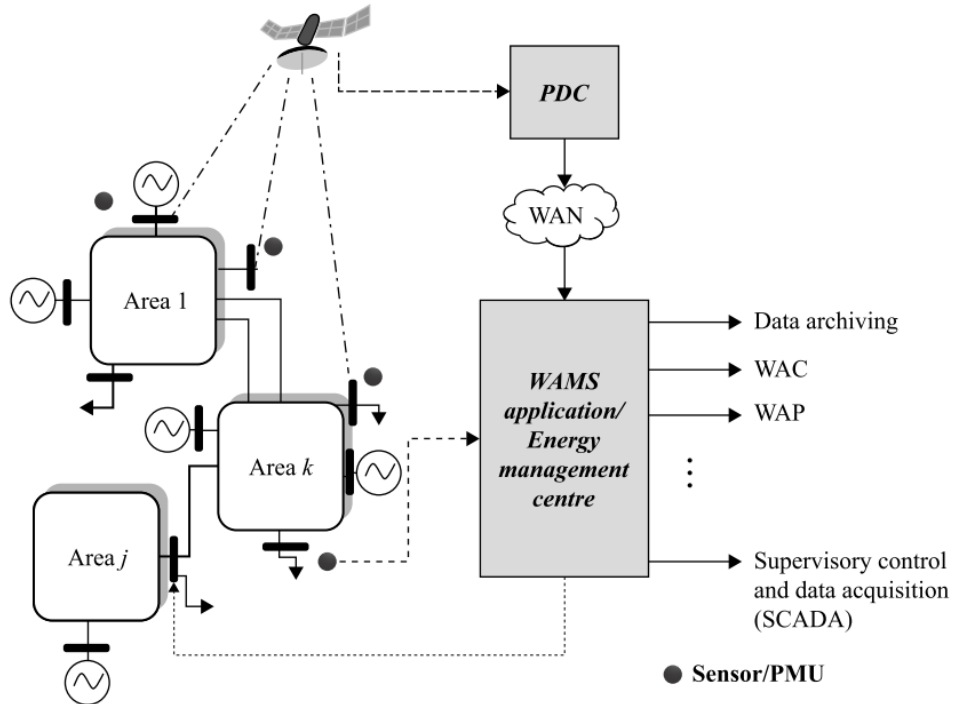 PDC
WAN
Area 1
Data archiving
WAC
WAP
WAMS
application/
Energy
management
centre
Area k
Area j
Supervisory control
and data acquisition
(SCADA)
Sensor/PMU